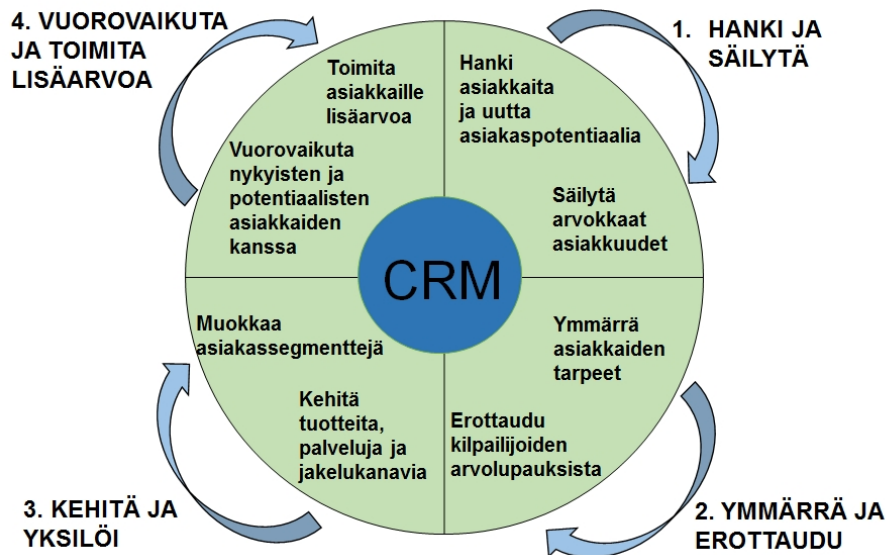 4. VUOROVAIKUTA
JA TOIMITA
LISÄARVOA
1. HANKI JA
SÄILYTÄ
Toimita
asiakkaille
lisäarvoa
Hanki
asiakkaita
ja uutta
asiakaspotentiaalia
Vuorovaikuta
nykyisten ja
potentiaalisten
asiakkaiden
kanssa
Säilytä
arvokkaat
asiakkuudet
CRM
Muokkaa
asiakassegmenttejä
Ymmärrä
asiakkaiden
tarpeet
Kehitä
tuotteita,
palveluja ja
jakelukanavia
Erottaudu
kilpailijoiden
arvolupauksista
3. KEHITÄ JA
YKSILÖI
2. YMMÄRRÄ JA
EROTTAUDU